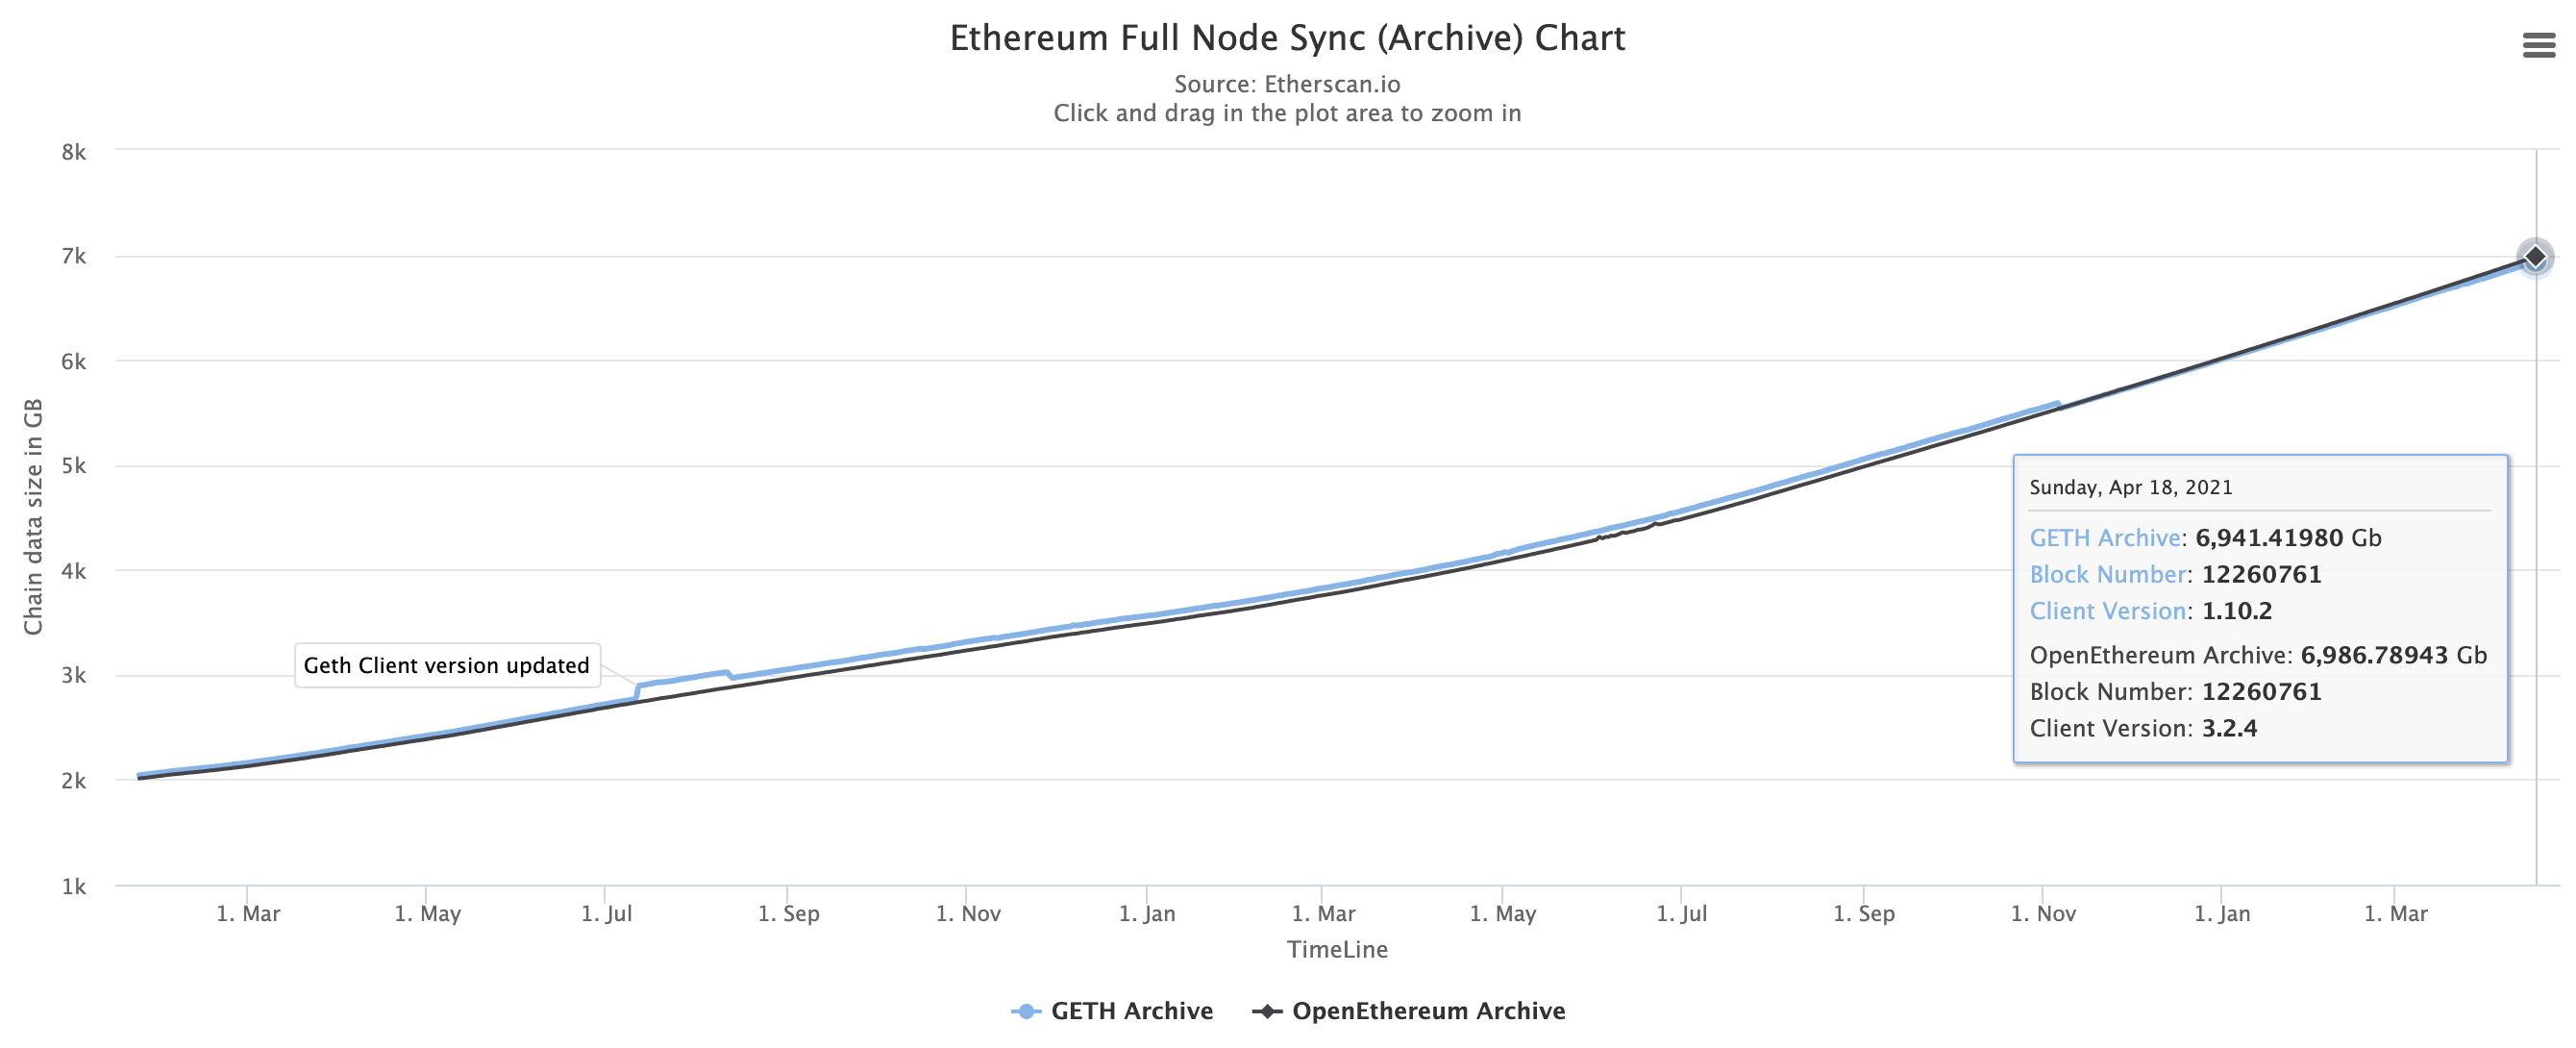 Ethereum Full Node Sync (Archive) Chart
Source: Etherscan.io
Click and drag in the plot area to zoom in
8k
7k
6k
5k
4k
3k
2k
1k
Chain data size in GB
Geth Client version updated
Sunday, Apr 18, 2021
GETH Archive: 6,941.41980 Gb
Block Number: 12260761
Client Version: 1.10.2
OpenEthereum Archive: 6,986.78943 Gb
Block Number: 12260761
Client Version: 3.2.4
1. Mar 1. May 1. Jul 1. Sep 1. Nov 1. Jan 1. Mar 1. May 1. Jul 1. Sep 1. Nov 1. Jan 1. Mar
TimeLine
GETH Archive OpenEthereum Archive